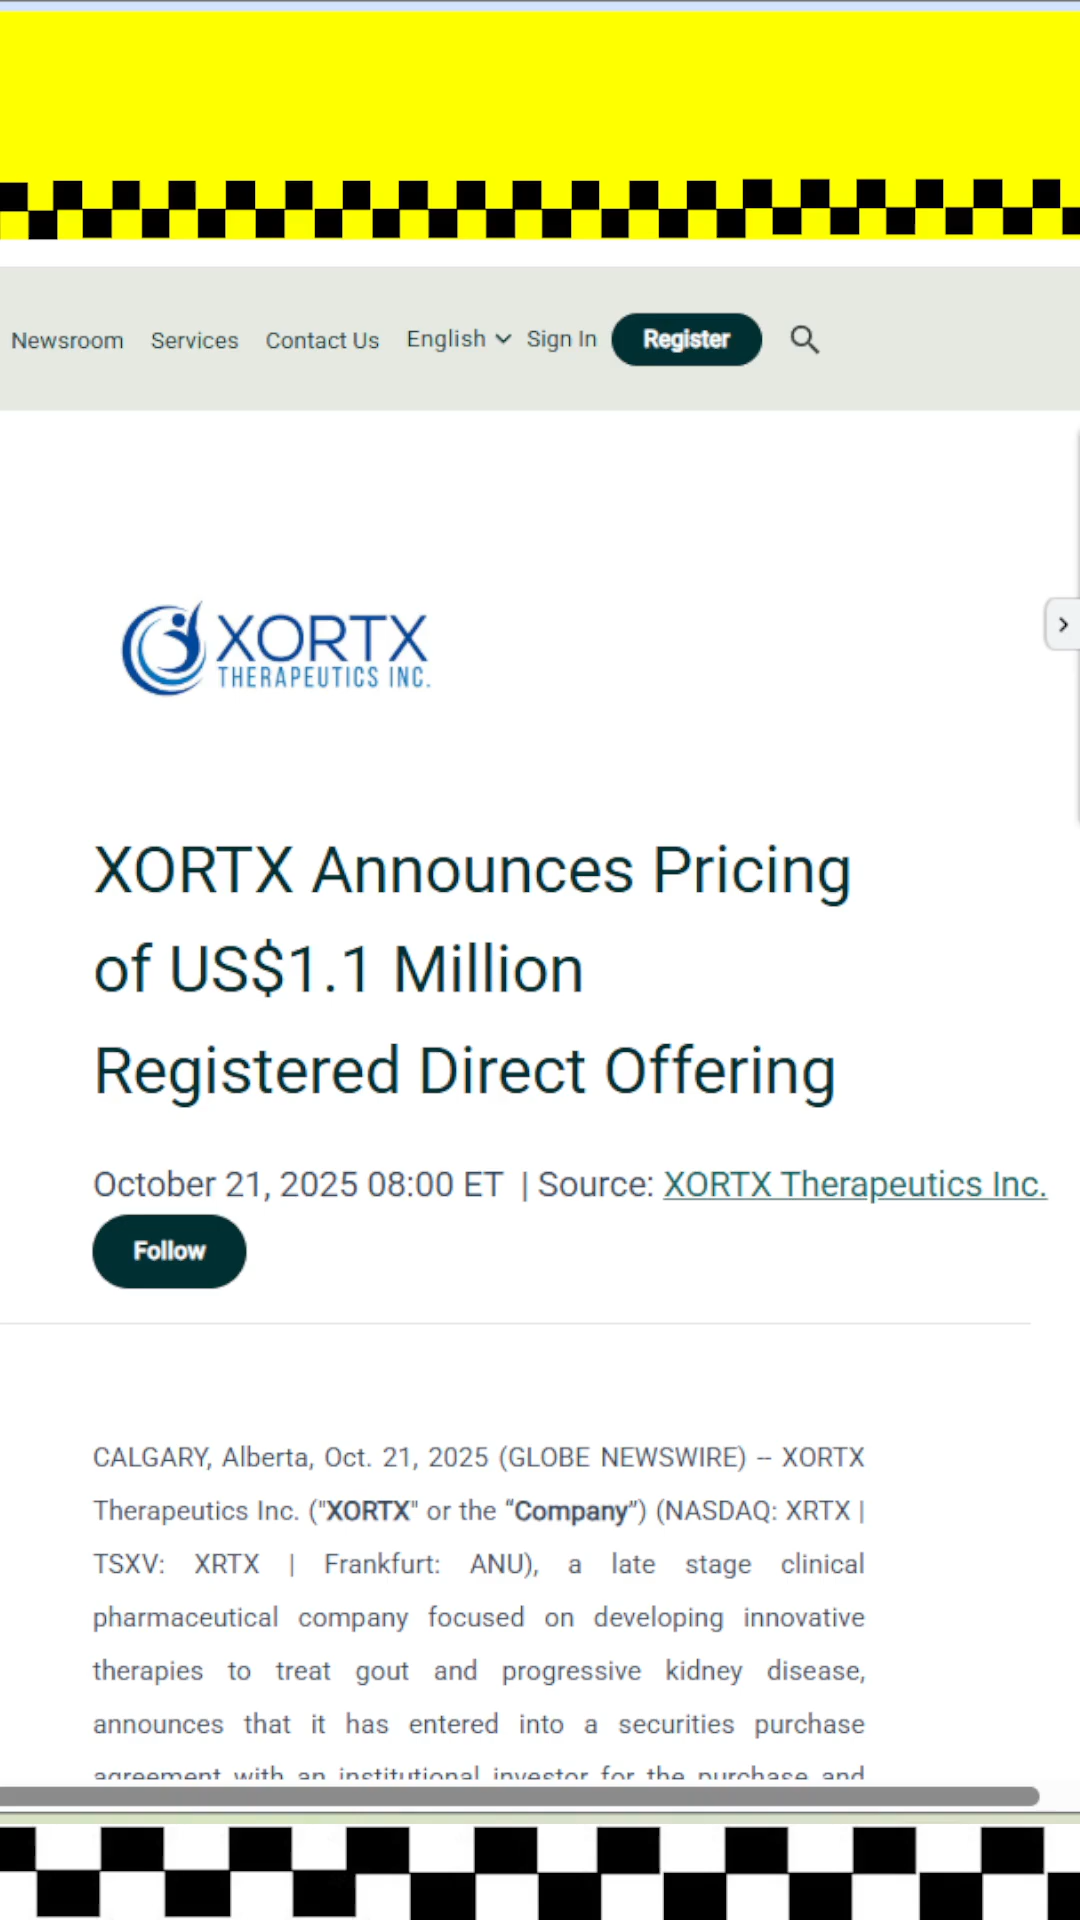 Newsroom Services Contact Us English Sign In Register
XORTX
THERAPEUTICS INC.
XORTX Announces Pricing
of US$1.1 Million
Registered Direct Offering
October 21, 2025 08:00 ET | Source: XORTX Therapeutics Inc.
Follow
CALGARY, Alberta, Oct. 21, 2025 (GLOBE NEWSWIRE) -- XORTX
Therapeutics Inc. ("XORTX" or the “Company”) (NASDAQ: XRTX |
TSXV: XRTX | Frankfurt: ANU), a late stage clinical
pharmaceutical company focused on developing innovative
therapies to treat gout and progressive kidney disease,
announces that it has entered into a securities purchase
agreement with an institutional investor for the purchase and